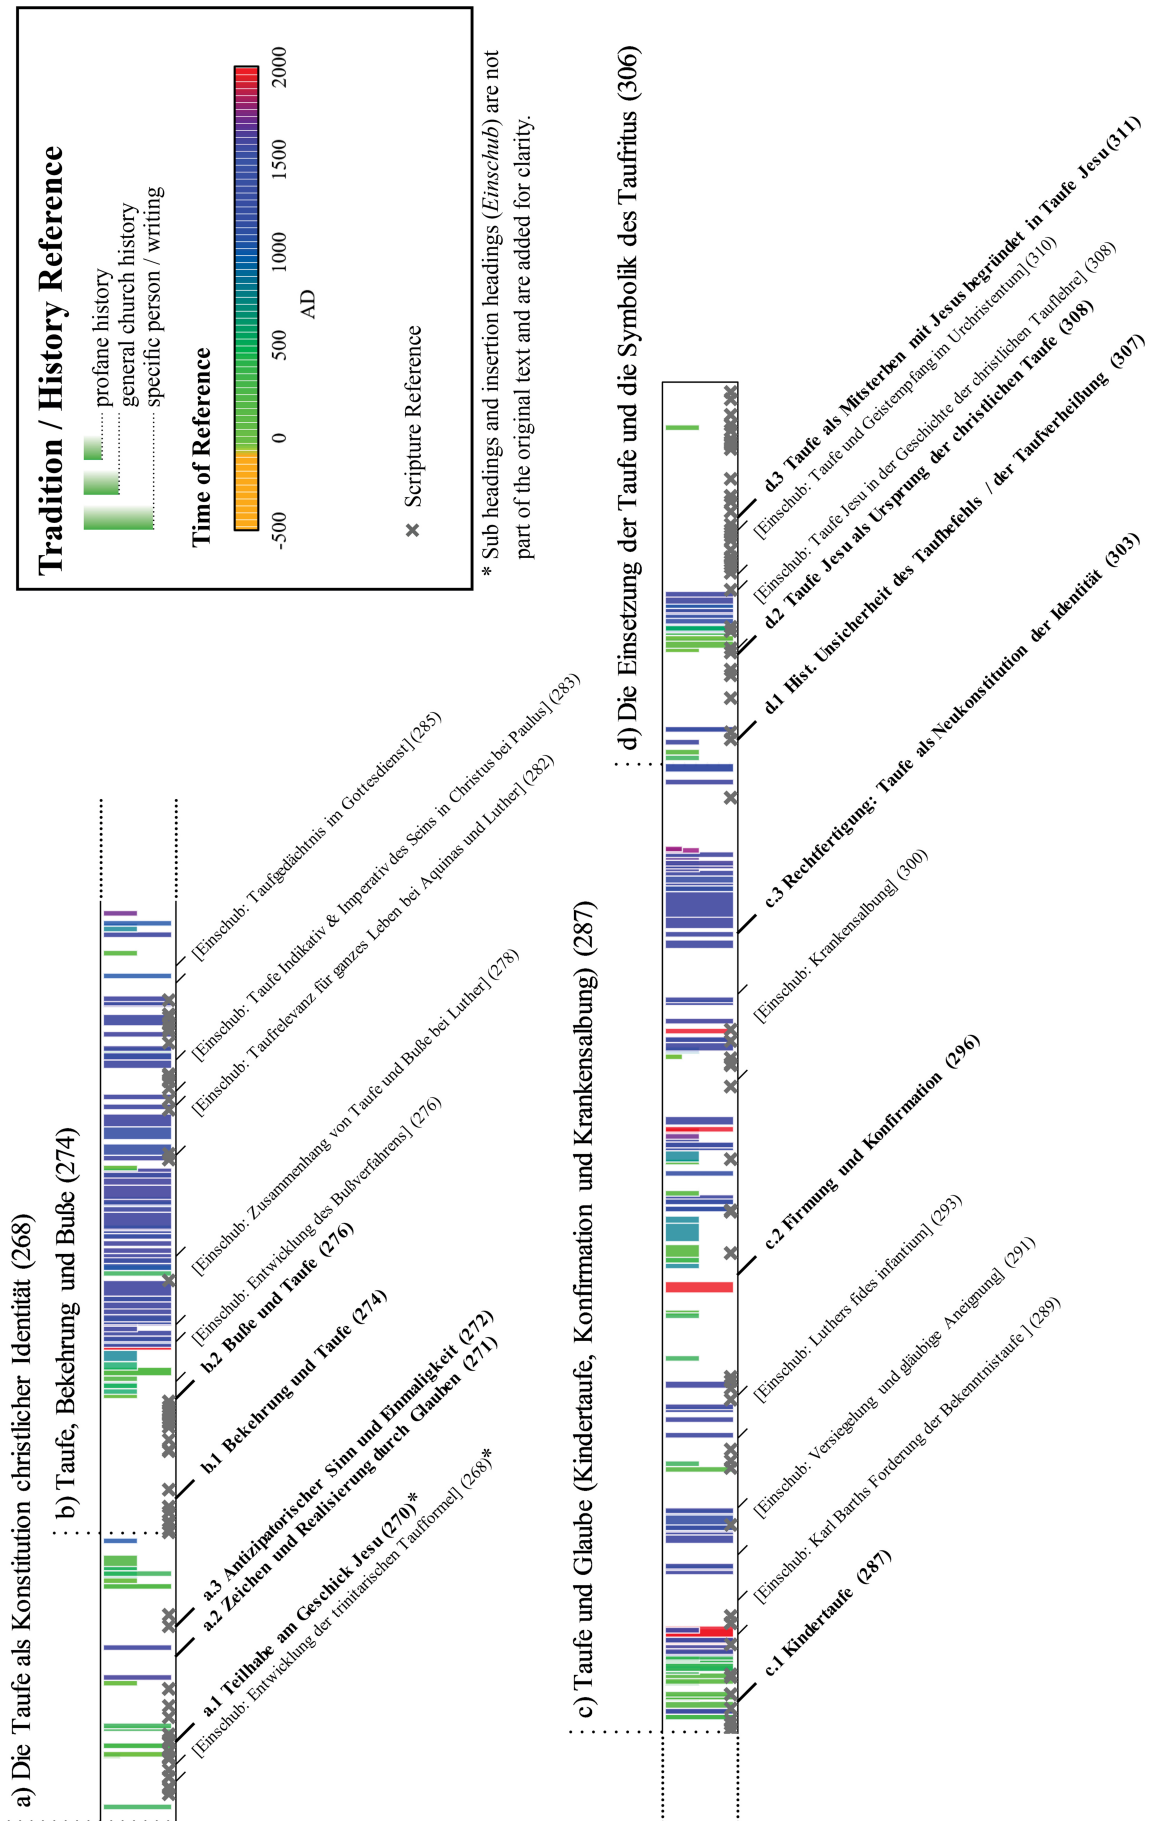 Tradition / History Reference
profane history
general church history
specific person / writing
Time of Reference
-500 0 500 1000 1500 2000
AD
Scripture Reference
* Sub headings and insertion headings (Einschub) are not
part of the original text and are added for clarity.
a) Die Taufe als Konstitution christlicher Identität (268)
b) Taufe, Bekehrung und Buße (274)
[Einschub: Entwicklung der trinitarischen Taufformel] (268)*
a.1 Teilhabe am Geschick Jesu (270)*
a.2 Zeichen und Realisierung durch Glauben (271)
a.3 Antizipatorischer Sinn und Einmaligkeit (272)
b.1 Bekehrung und Taufe (274)
b.2 Buße und Taufe (276)
[Einschub: Entwicklung des Bußverfahrens] (276)
[Einschub: Zusammenhang von Taufe und Buße bei Luther] (278)
[Einschub: Taufrelevanz für ganzes Leben bei Aquinas und Luther] (282)
[Einschub: Taufe Indikativ & Imperativ des Seins in Christus bei Paulus] (283)
[Einschub: Taufgedächtnis im Gottesdienst] (285)
c) Taufe und Glaube (Kindertaufe, Konfirmation und Krankensalbung) (287)
d) Die Einsetzung der Taufe und die Symbolik des Taufritus (306)
c.1 Kindertaufe (287)
[Einschub: Karl Barths Forderung der Bekenntnistaufe ] (289)
[Einschub: Versiegelung und gläubige Aneignung] (291)
[Einschub: Luthers fides infantium] (293)
c.2 Firmung und Konfirmation (296)
[Einschub: Krankensalbung] (300)
c.3 Rechtfertigung: Taufe als Neukonstitution der Identität (303)
d.1 Hist. Unsicherheit des Taufbefehls / der Taufverheißung (307)
d.2 Taufe Jesu als Ursprung der christlichen Taufe (308)
[Einschub: Taufe Jesu in der Geschichte der christlichen Tauflehre] (308)
[Einschub: Taufe und Geistempfang im Urchristentum] (310)
d.3 Taufe als Mitsterben mit Jesus begründet in Taufe Jesu (311)